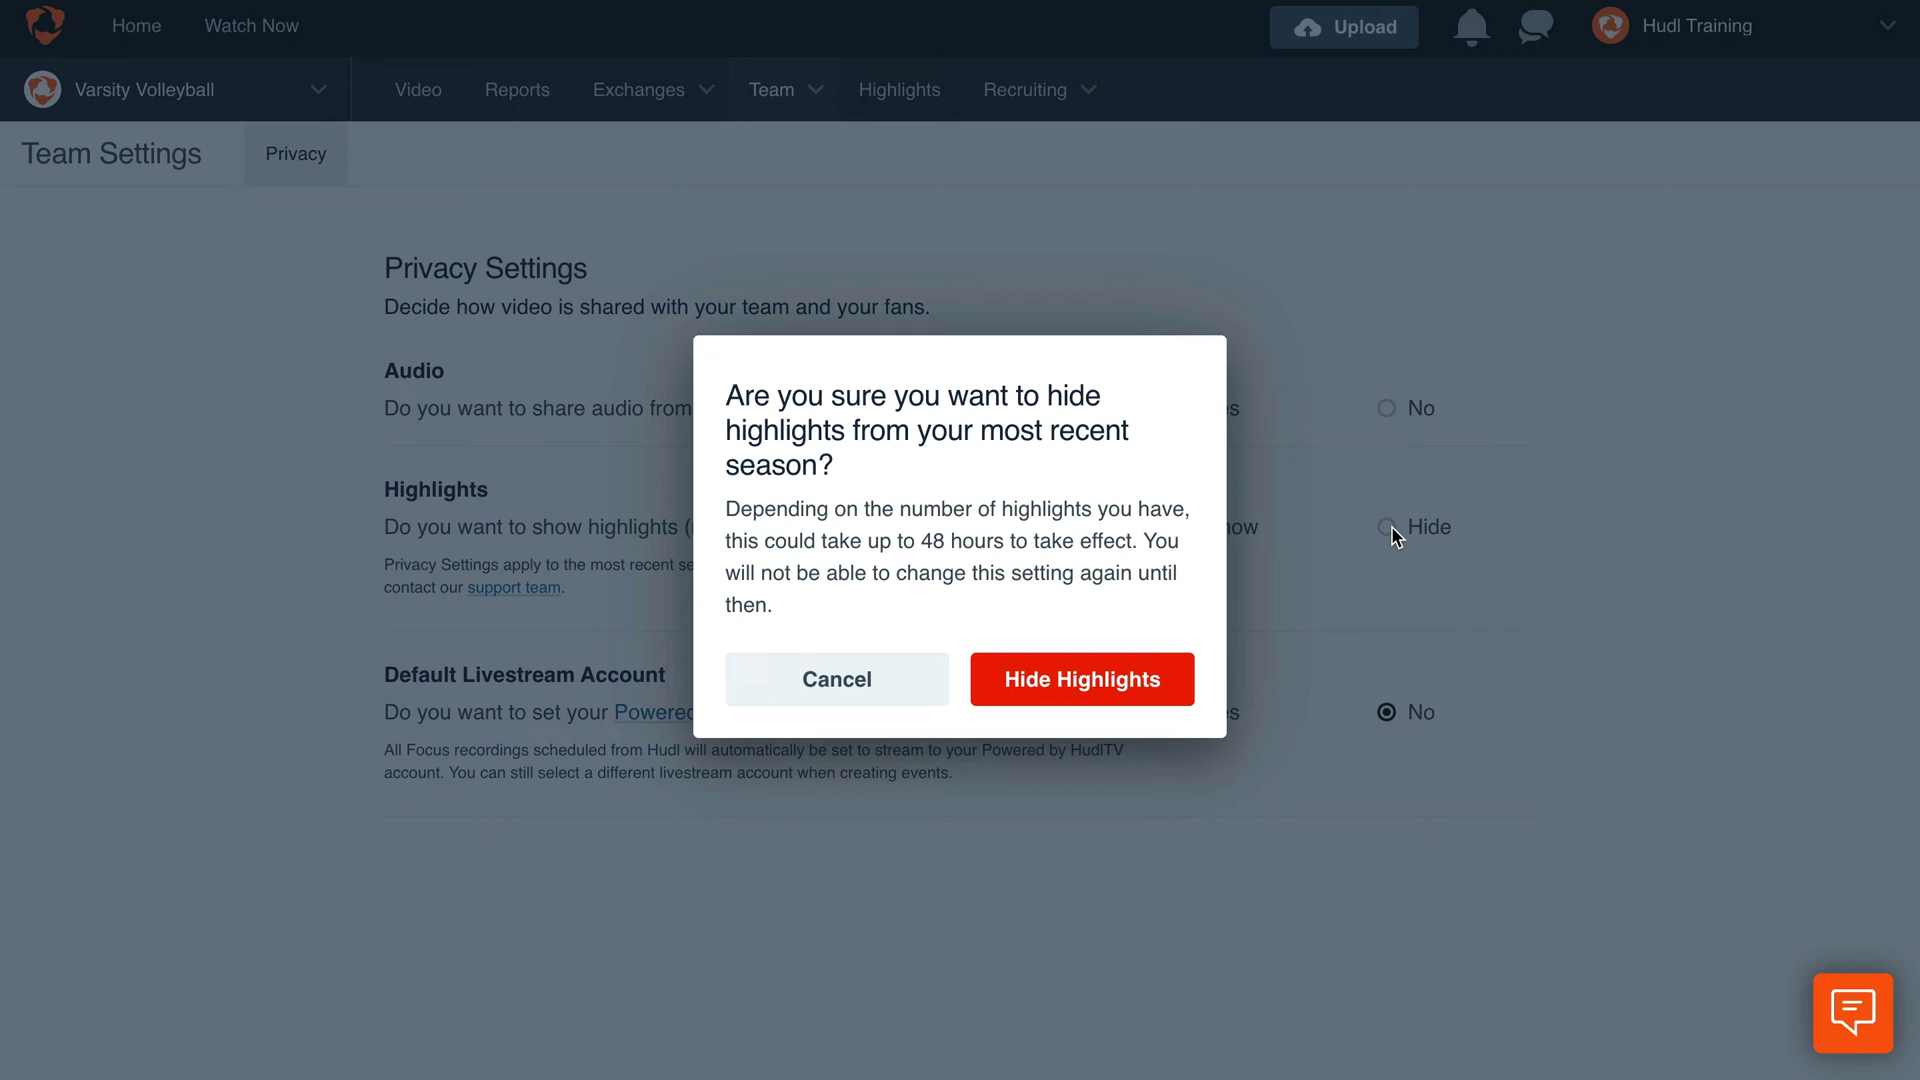 Home
Watch Now
Upload
Hudl Training
Varsity Volleyball
Video
Reports
Exchanges
Team
Highlights
Recruiting
Team Settings
Privacy
Privacy Settings
Decide how video is shared with your team and your fans.
Audio
Do you want to share audio from
No
Highlights
Do you want to show highlights
Hide
Privacy Settings apply to the most recent
contact our support team.
Default Livestream Account
Do you want to set your Powered
No
All Focus recordings scheduled from Hudl will automatically be set to stream to your Powered by HudlTV
account. You can still select a different livestream account when creating events.
Are you sure you want to hide
highlights from your most recent
season?
Depending on the number of highlights you have,
this could take up to 48 hours to take effect. You
will not be able to change this setting again until
then.
Cancel
Hide Highlights